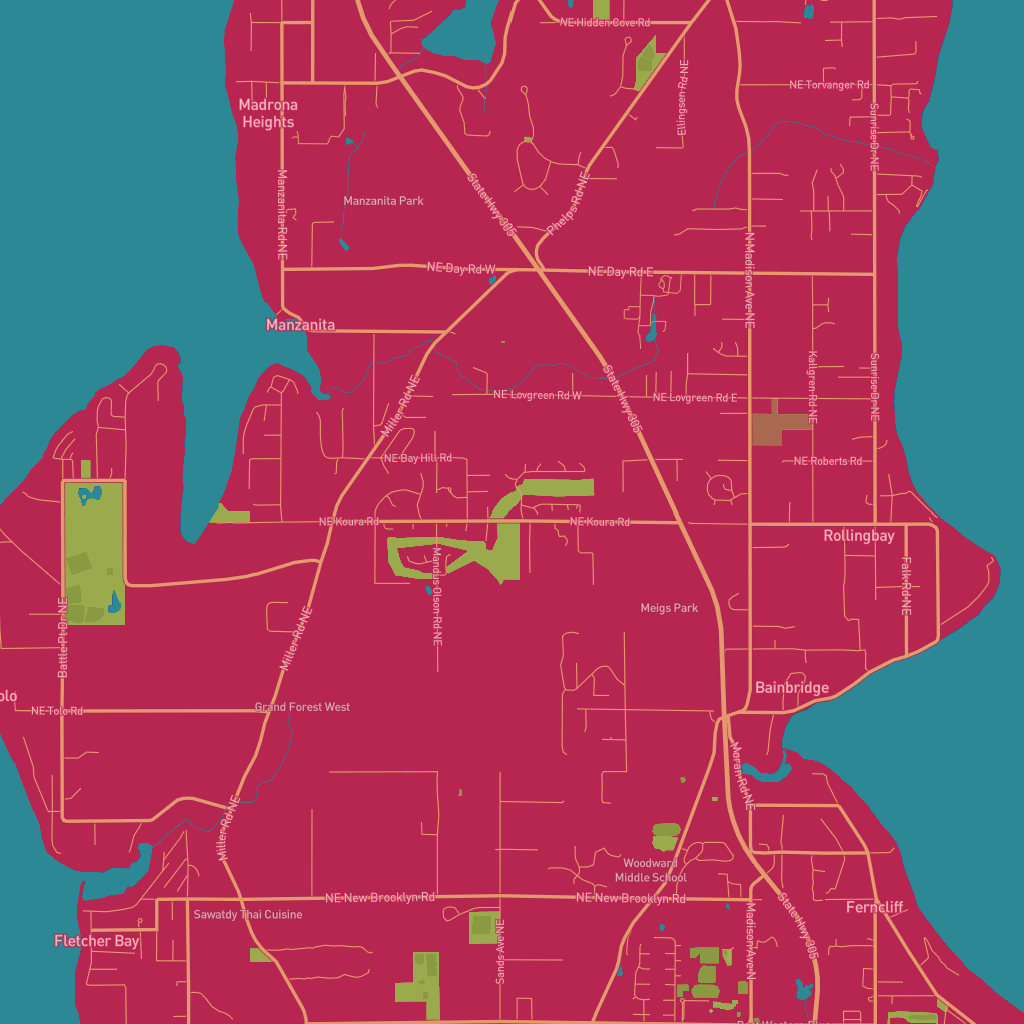 NE Hidden Cove Rd
Ellingsen Rd NE
NE Torvanger Rd
Madrona
Heights
Sunrise Dr NE
Manzanita Rd NE
State Hwy 305
Phelps Rd NE
Manzanita Park
N Madison Ave NE
NE Day Rd W
NE Day Rd E
Manzanita
Miller Rd NE
State Hwy 305
Kallgren Rd NE
Sunrise Dr NE
NE Lovgreen Rd W
NE Lovgreen Rd E
NE Bay Hill Rd
NE Roberts Rd
NE Koura Rd
NE Koura Rd
Rollingbay
Mandus Olson Rd NE
Falk Rd NE
Battle Pt Dr NE
Miller Rd NE
Meigs Park
Bainbridge
olo
NE Tolo Rd
Grand Forest West
Moran Rd NE
Miller Rd NE
Woodward
Middle School
NE New Brooklyn Rd
NE New Brooklyn Rd
Sawatdy Thai Cuisine
Ferncliff
State Hwy 305
Fletcher Bay
Sands Ave NE
Madison Ave N